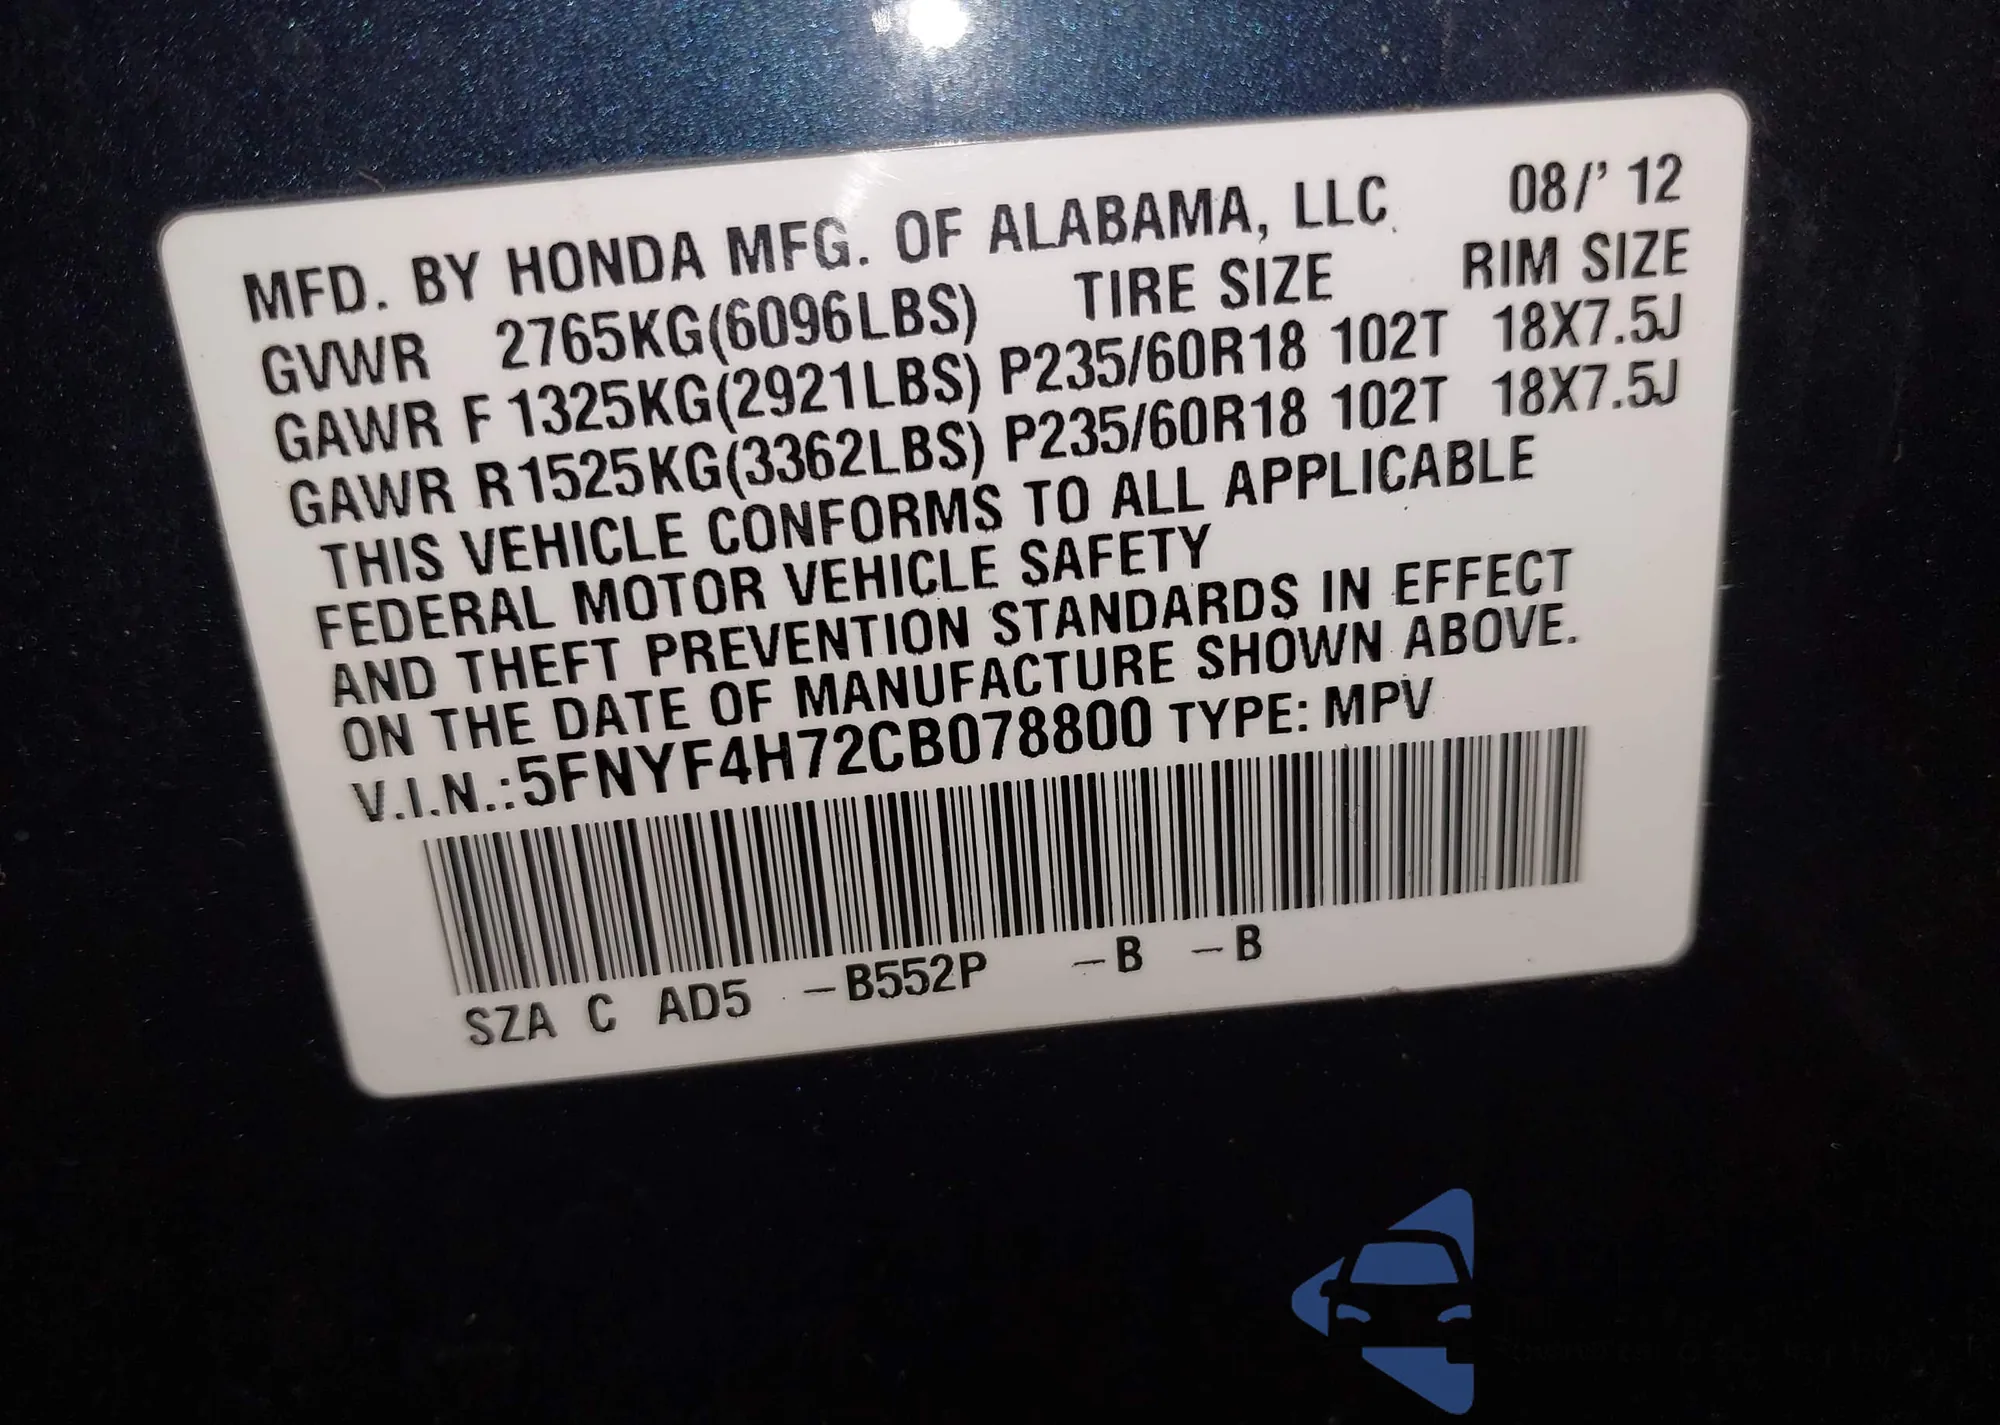 MFD. BY HONDA MFG. OF ALABAMA, LLC. 08/'12
GVWR 2765KG(6096LBS) TIRE SIZE RIM SIZE
GAWR F 1325KG(2921LBS) P235/60R18 102T 18X7.5J
GAWR R1525KG(3362LBS) P235/60R18 102T 18X7.5J
THIS VEHICLE CONFORMS TO ALL APPLICABLE
FEDERAL MOTOR VEHICLE SAFETY
AND THEFT PREVENTION STANDARDS IN EFFECT
ON THE DATE OF MANUFACTURE SHOWN ABOVE.
V.I.N.:5FNYF4H72CB078800 TYPE: MPV
SZA C AD5 -B552P -B -B